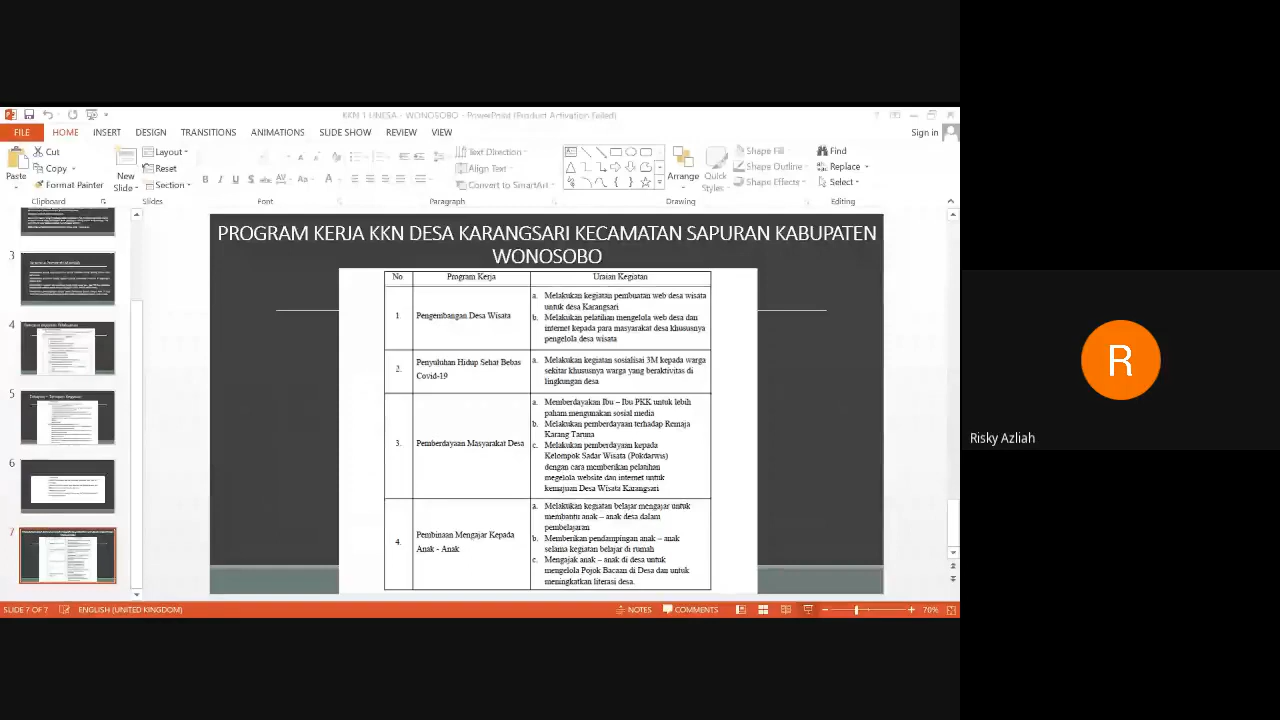 KKN 1 UNESA - WONOSOBO - PowerPoint (Product Activation Failed)
FILE HOME INSERT DESIGN TRANSITIONS ANIMATIONS SLIDE SHOW REVIEW VIEW Sign in
Paste
Cut
Copy
Format Painter
Clipboard
New Slide
Layout
Reset
Section
Slides
Font
Text Direction
Align Text
Convert to SmartArt
Paragraph
Arrange
Quick Styles
Shape Fill
Shape Outline
Shape Effects
Drawing
Find
Replace
Select
Editing
3
4
5
6
7
PROGRAM KERJA KKN DESA KARANGSARI KECAMATAN SAPURAN KABUPATEN
WONOSOBO
No Program Kerja Uraian Kegiatan
1. Pengembangan Desa Wisata
a. Melakukan kegiatan pembuatan web desa wisata
untuk desa Karangsari
b. Melakukan pelatihan mengelola web desa dan
internet kepada para masyarakat desa khususnya
pengelola desa wisata
2. Penyuluhan Hidup Sehat Bebas
Covid-19
a. Melakukan kegiatan sosialisai 3M kepada warga
sekitar khususnya warga yang beraktivitas di
lingkungan desa
3. Pemberdayaan Masyarakat Desa
a. Memberdayakan Ibu – Ibu PKK untuk lebih
paham mengunakan sosial media
b. Melakukan pemberdayaan terhadap Remaja
Karang Taruna
c. Melakukan pemberdayaan kepada
Kelompok Sadar Wisata (Pokdarwis)
dengan cara memberikan pelatihan
megelola website dan internet untuk
kemajuan Desa Wisata Karangsari
4. Pembinaan Mengajar Kepada
Anak - Anak
a. Melakukan kegiatan belajar mengajar untuk
membantu anak – anak desa dalam
pembelajaran
b. Memberikan pendampingan anak – anak
selama kegiatan belajar di rumah
c. Mengajak anak – anak di desa untuk
mengelola Pojok Bacaan di Desa dan untuk
meningkatkan literasi desa.
SLIDE 7 OF 7 ENGLISH (UNITED KINGDOM) NOTES COMMENTS 70%
R
Risky Azliah